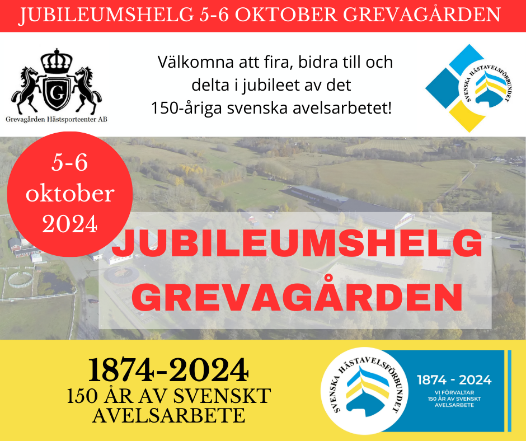 JUBILEUMSHELG 5-6 OKTOBER GREVAGÅRDEN
Välkomna att fira, bidra till och
delta i jubileet av det
150-åriga svenska avelsarbetet!
Grevagården Hästsportcenter AB
SVENSKA HÄSTAVELSFÖRBUNDET
5-6
oktober
2024
JUBILEUMSHELG
GREVAGÅRDEN
1874-2024
150 ÅR AV SVENSKT
AVELSARBETE
SVENSKA HÄSTAVELSFÖRBUNDET
1874 - 2024
VI FÖRVALTAR
150 ÅR AV SVENSKT
AVELSARBETE